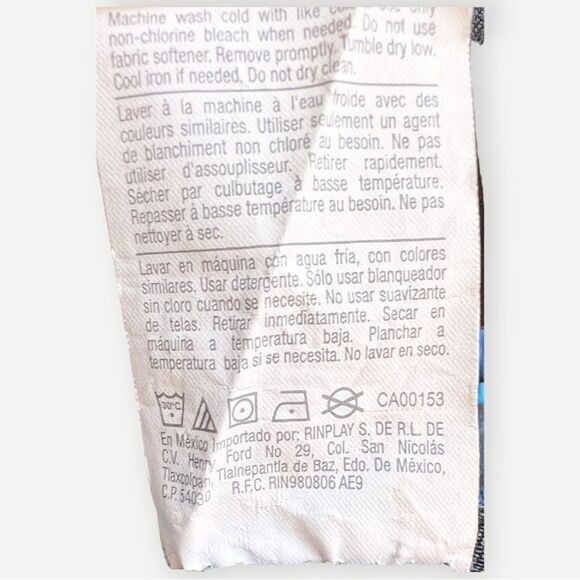 Machine wash cold with like only
non-chlorine bleach when needed. Do not use
fabric softener. Remove promptly. Tumble dry low.
Cool iron if needed, Do not dry clean.
Laver à la machine à l'eau froide avec des
couleurs similaires. Utiliser seulement un agent
de blanchiment non chloré au besoin. Ne pas
utiliser d'assouplisseur. Retirer rapidement.
Sécher par culbutage à basse température.
Repasser à basse température au besoin. Ne pas
nettoyer à sec.
Lavar en máquina con agua fría, con colores
similares. Usar detergente. Sólo usar blanqueador
sin cloro cuando se necesite. No usar suavizante
de telas. Retirar inmediatamente. Secar en
máquina a temperatura baja. Planchar a
temperatura baja si se necesita. No lavar en seco.
30°C CA00153
En México Importado por: RINPLAY S. DE R.L. DE
C.V. Henry Ford No 29, Col. San Nicolás
Tlaxcolpan, Tlalnepantla de Baz, Edo. De México,
C.P. 54030 R.F.C. RIN980806 AE9